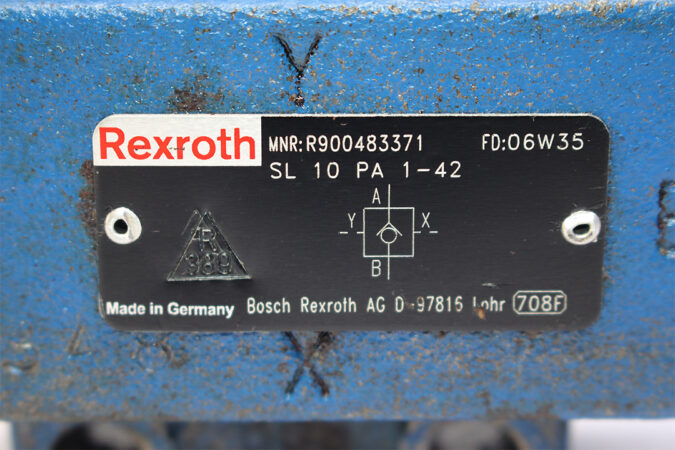 Y
Rexroth MNR:R900483371 FD:06W35
SL 10 PA 1-42
A
Y X
B
R
389
Made in Germany Bosch Rexroth AG D-97816 Lohr 708F
X